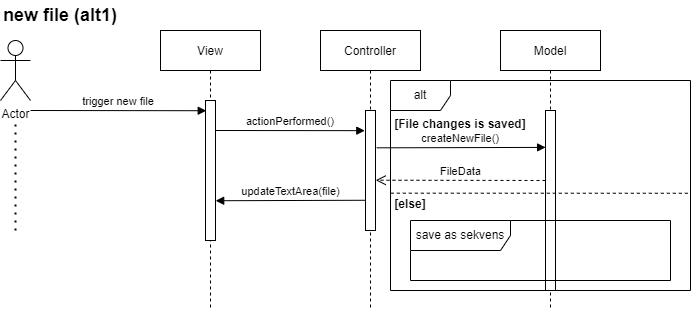 new file (alt1)
View
Controller
Model
alt
trigger new file
Actor
actionPerformed()
[File changes is saved]
createNewFile()
FileData
updateTextArea(file)
[else]
save as sekvens